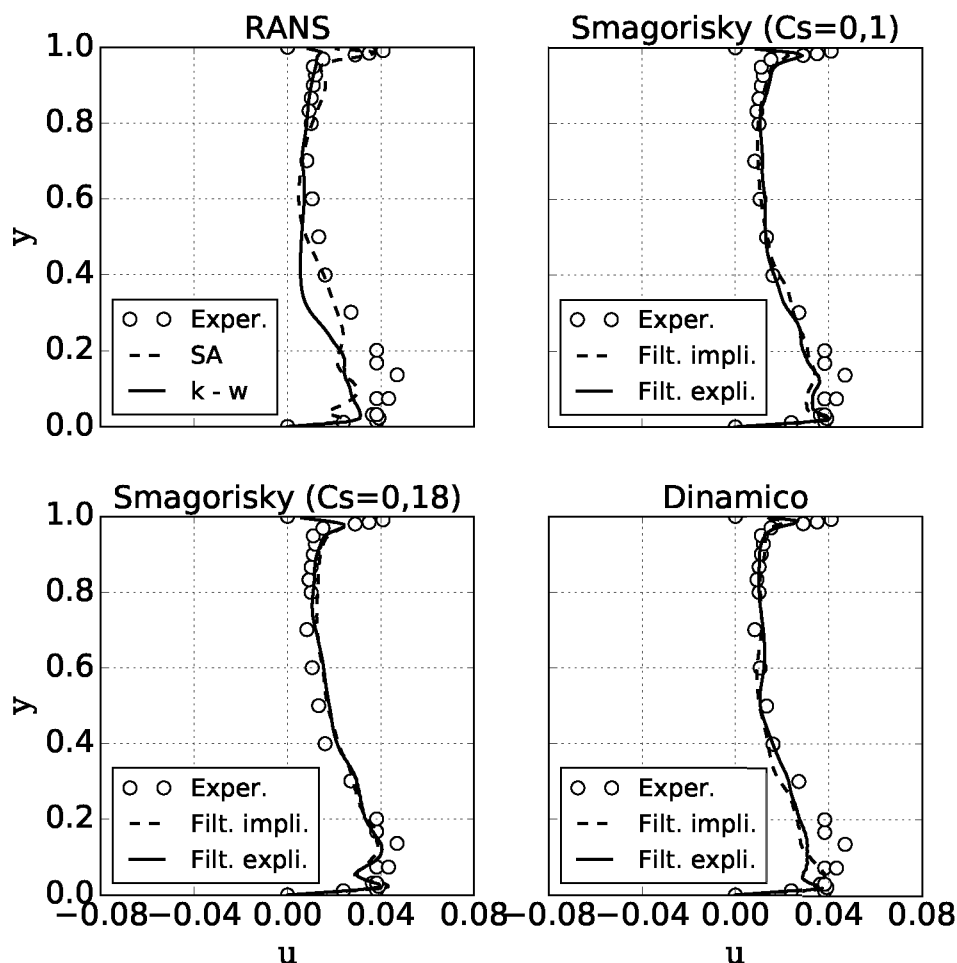 RANS
1.0
0.8
0.6
0.4
0.2
0.0
y
Exper.
SA
k - w
Smagorisky (Cs=0,1)
Exper.
Filt. impli.
Filt. expli.
Smagorisky (Cs=0,18)
1.0
0.8
0.6
0.4
0.2
0.0
y
Exper.
Filt. impli.
Filt. expli.
−0.08 −0.04 0.00 0.04 0.08
u
Dinamico
Exper.
Filt. impli.
Filt. expli.
−0.08 −0.04 0.00 0.04 0.08
u